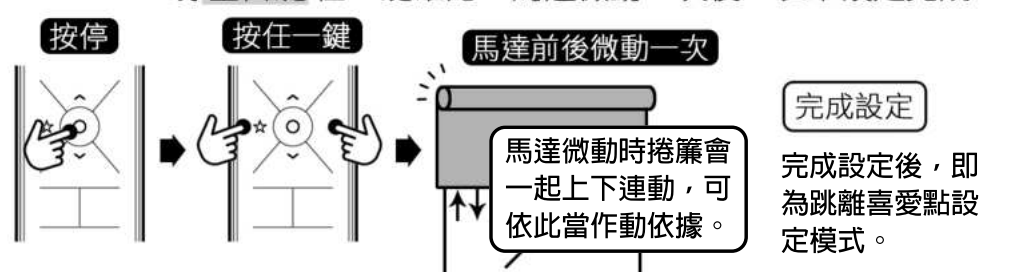 按停
按任一鍵
馬達前後微動一次
馬達微動時捲簾會
一起上下連動，可
依此當作動依據。
完成設定
完成設定後，即
為跳離喜愛點設
定模式。